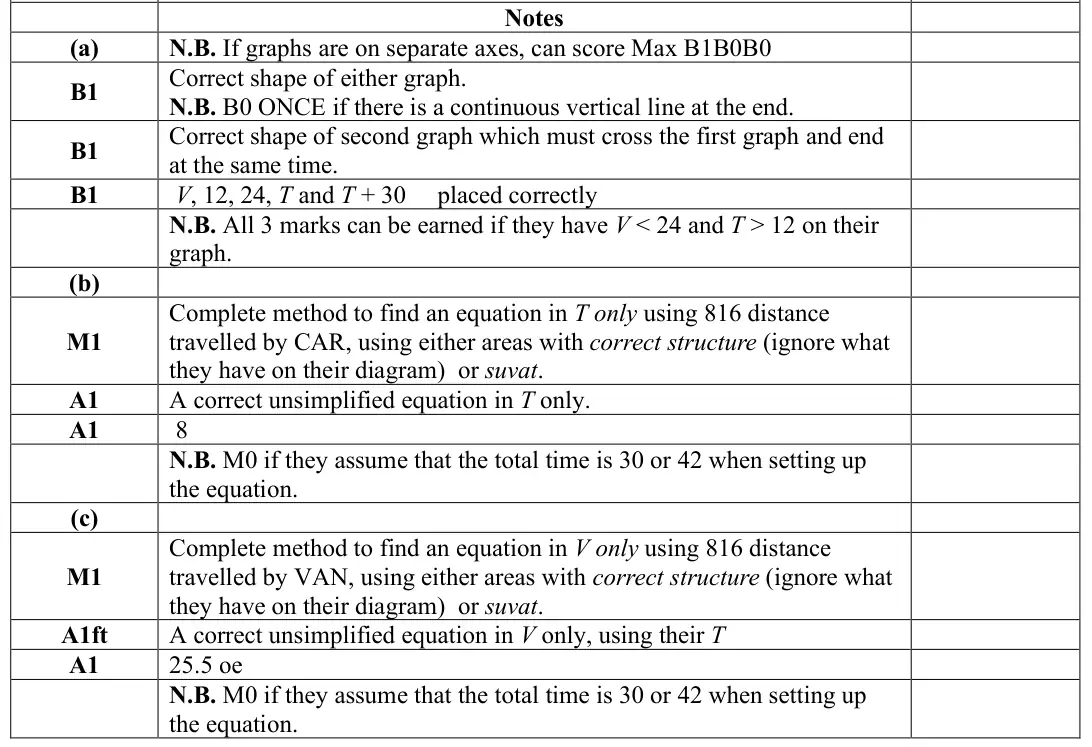 Notes
(a) N.B. If graphs are on separate axes, can score Max B1B0B0
B1 Correct shape of either graph.
N.B. B0 ONCE if there is a continuous vertical line at the end.
B1 Correct shape of second graph which must cross the first graph and end
at the same time.
B1 V, 12, 24, T and T + 30 placed correctly
N.B. All 3 marks can be earned if they have V < 24 and T > 12 on their
graph.
(b)
M1 Complete method to find an equation in T only using 816 distance
travelled by CAR, using either areas with correct structure (ignore what
they have on their diagram) or suvat.
A1 A correct unsimplified equation in T only.
A1 8
N.B. M0 if they assume that the total time is 30 or 42 when setting up
the equation.
(c)
M1 Complete method to find an equation in V only using 816 distance
travelled by VAN, using either areas with correct structure (ignore what
they have on their diagram) or suvat.
A1ft A correct unsimplified equation in V only, using their T
A1 25.5 oe
N.B. M0 if they assume that the total time is 30 or 42 when setting up
the equation.